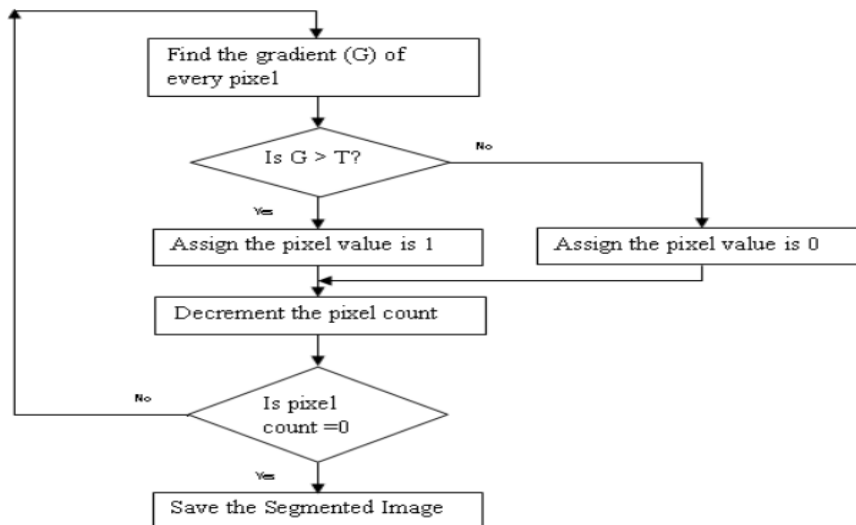 Find the gradient (G) of
every pixel
Is G > T?
No
Yes
Assign the pixel value is 1
Assign the pixel value is 0
Decrement the pixel count
No
Is pixel
count =0
Yes
Save the Segmented Image